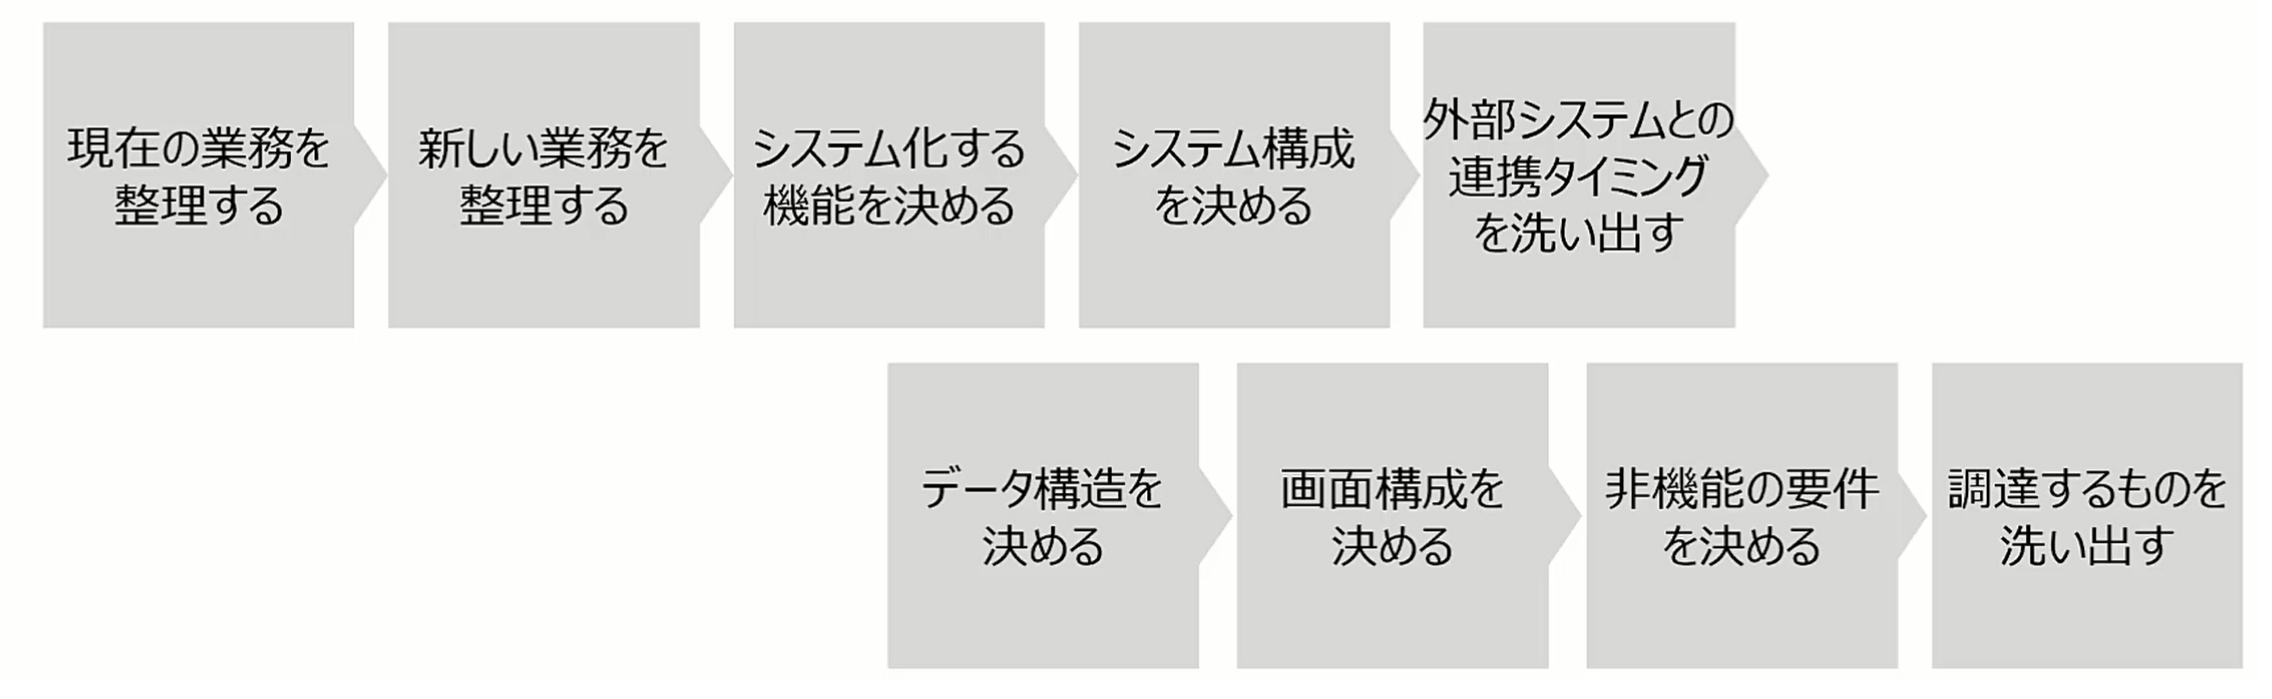 現在の業務を
整理する
新しい業務を
整理する
システム化する
機能を決める
システム構成
を決める
外部システムとの
連携タイミング
を洗い出す
データ構造を
決める
画面構成を
決める
非機能の要件
を決める
調達するものを
洗い出す